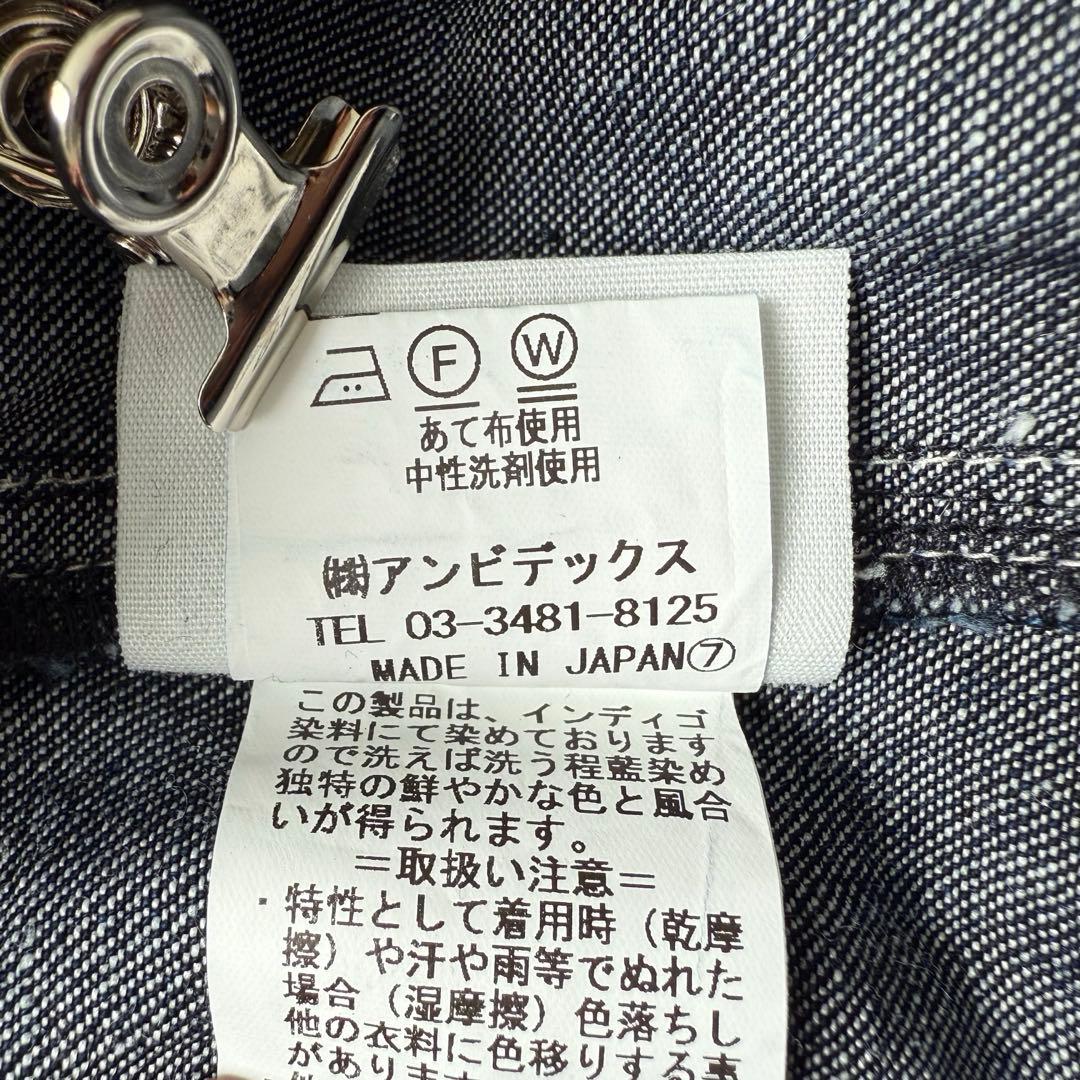 F W
あて布使用
中性洗剤使用
㈱アンビデックス
TEL 03-3481-8125
MADE IN JAPAN⑦
この製品は、インディゴ
染料にて染めております
ので洗えば洗う程藍染め
独特の鮮やかな色と風合
いが得られます。
=取扱い注意=
・特性として着用時(乾摩
擦)や汗や雨等でぬれた
場合(湿摩擦)色落ちし
他の衣料に色移りする事
があります